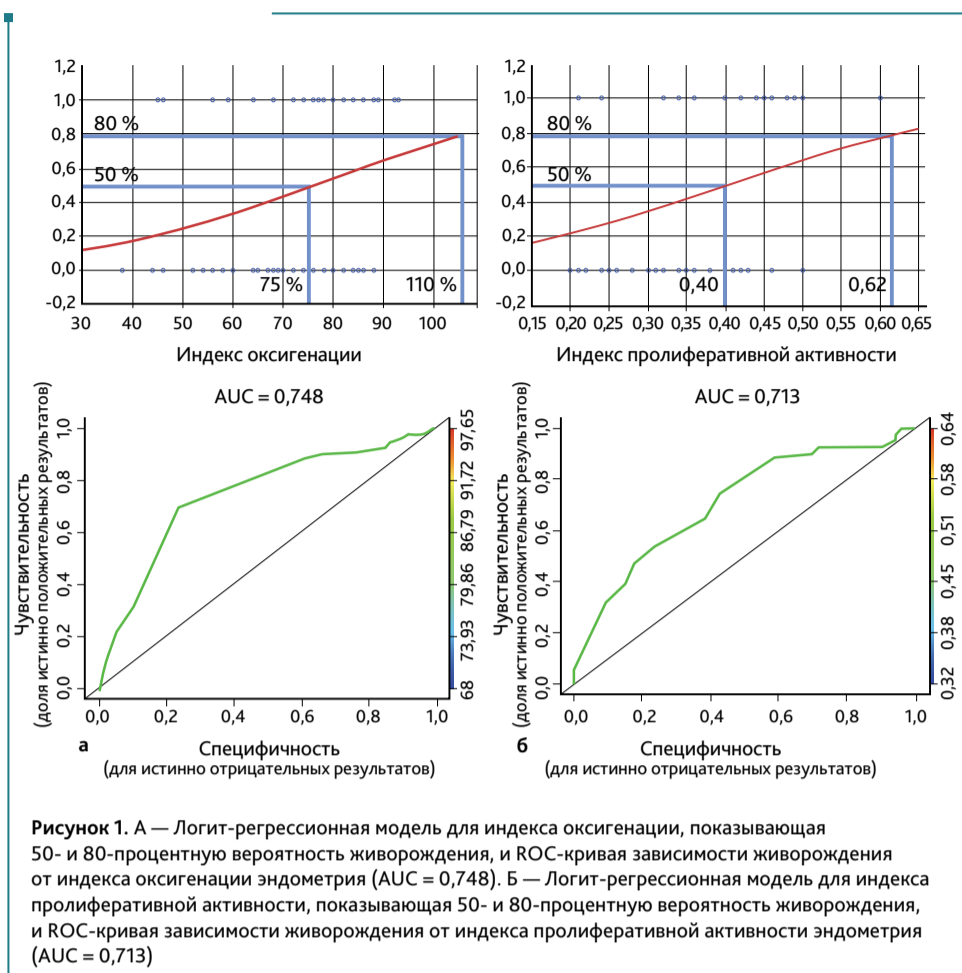 1,2
1,0
0,8
0,6
0,4
0,2
0,0
-0,2
80 %
50 %
75 %
110 %
30 40 50 60 70 80 90 100
Индекс оксигенации
1,2
1,0
0,8
0,6
0,4
0,2
0,0
-0,2
80 %
50 %
0,40
0,62
0,15 0,20 0,25 0,30 0,35 0,40 0,45 0,50 0,55 0,60 0,65
Индекс пролиферативной активности
AUC = 0,748
Чувствительность
(доля истинно положительных результатов)
1,0
0,8
0,6
0,4
0,2
0,0
97,65
91,72
86,79
79,86
73,93
68
0,0 0,2 0,4 0,6 0,8 1,0
а
Специфичность
(для истинно отрицательных результатов)
AUC = 0,713
Чувствительность
(доля истинно положительных результатов)
1,0
0,8
0,6
0,4
0,2
0,0
0,64
0,58
0,51
0,45
0,38
0,32
0,0 0,2 0,4 0,6 0,8 1,0
б
Специфичность
(для истинно отрицательных результатов)
Рисунок 1. А — Логит-регрессионная модель для индекса оксигенации, показывающая
50- и 80-процентную вероятность живорождения, и ROC-кривая зависимости живорождения
от индекса оксигенации эндометрия (AUC = 0,748). Б — Логит-регрессионная модель для индекса
пролиферативной активности, показывающая 50- и 80-процентную вероятность живорождения,
и ROC-кривая зависимости живорождения от индекса пролиферативной активности эндометрия
(AUC = 0,713)